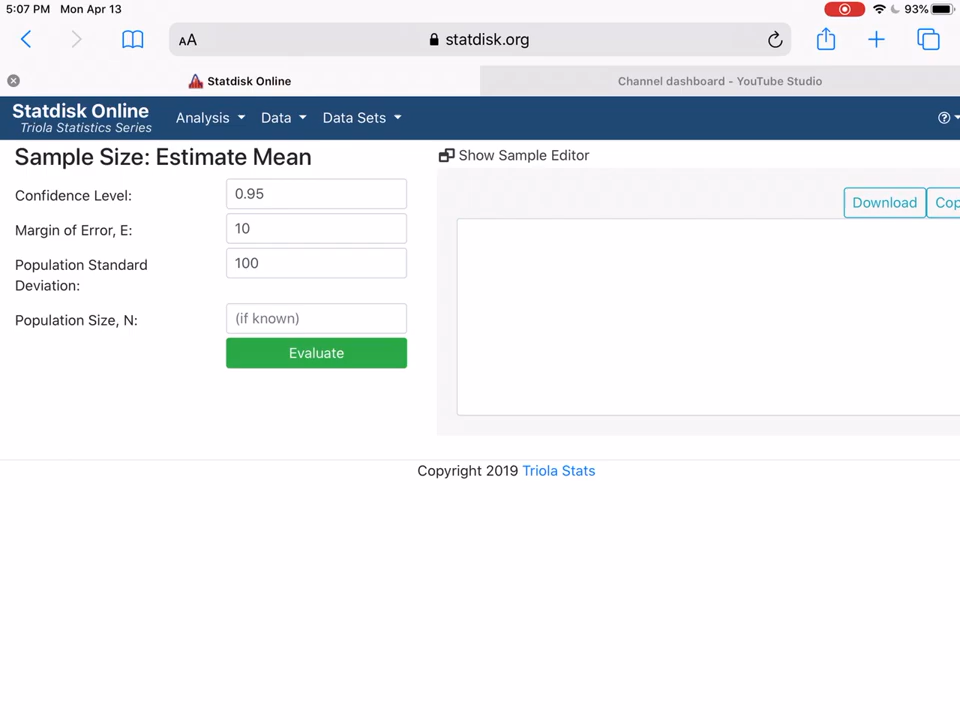 5:07 PM Mon Apr 13
93%
AA
statdisk.org
Statdisk Online
Channel dashboard - YouTube Studio
Statdisk Online
Triola Statistics Series
Analysis
Data
Data Sets
Sample Size: Estimate Mean
Show Sample Editor
Confidence Level:
0.95
Margin of Error, E:
10
Population Standard
Deviation:
100
Population Size, N:
(if known)
Evaluate
Download
Cop
Copyright 2019 Triola Stats